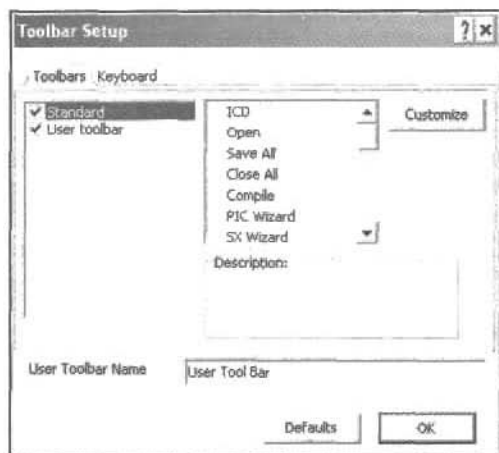 Toolbar Setup
Toolbars Keyboard
Standard
User toolbar
ICD
Open
Save All
Close All
Compile
PIC Wizard
SX Wizard
Customize
Description:
User Toolbar Name
User Tool Bar
Defaults
OK